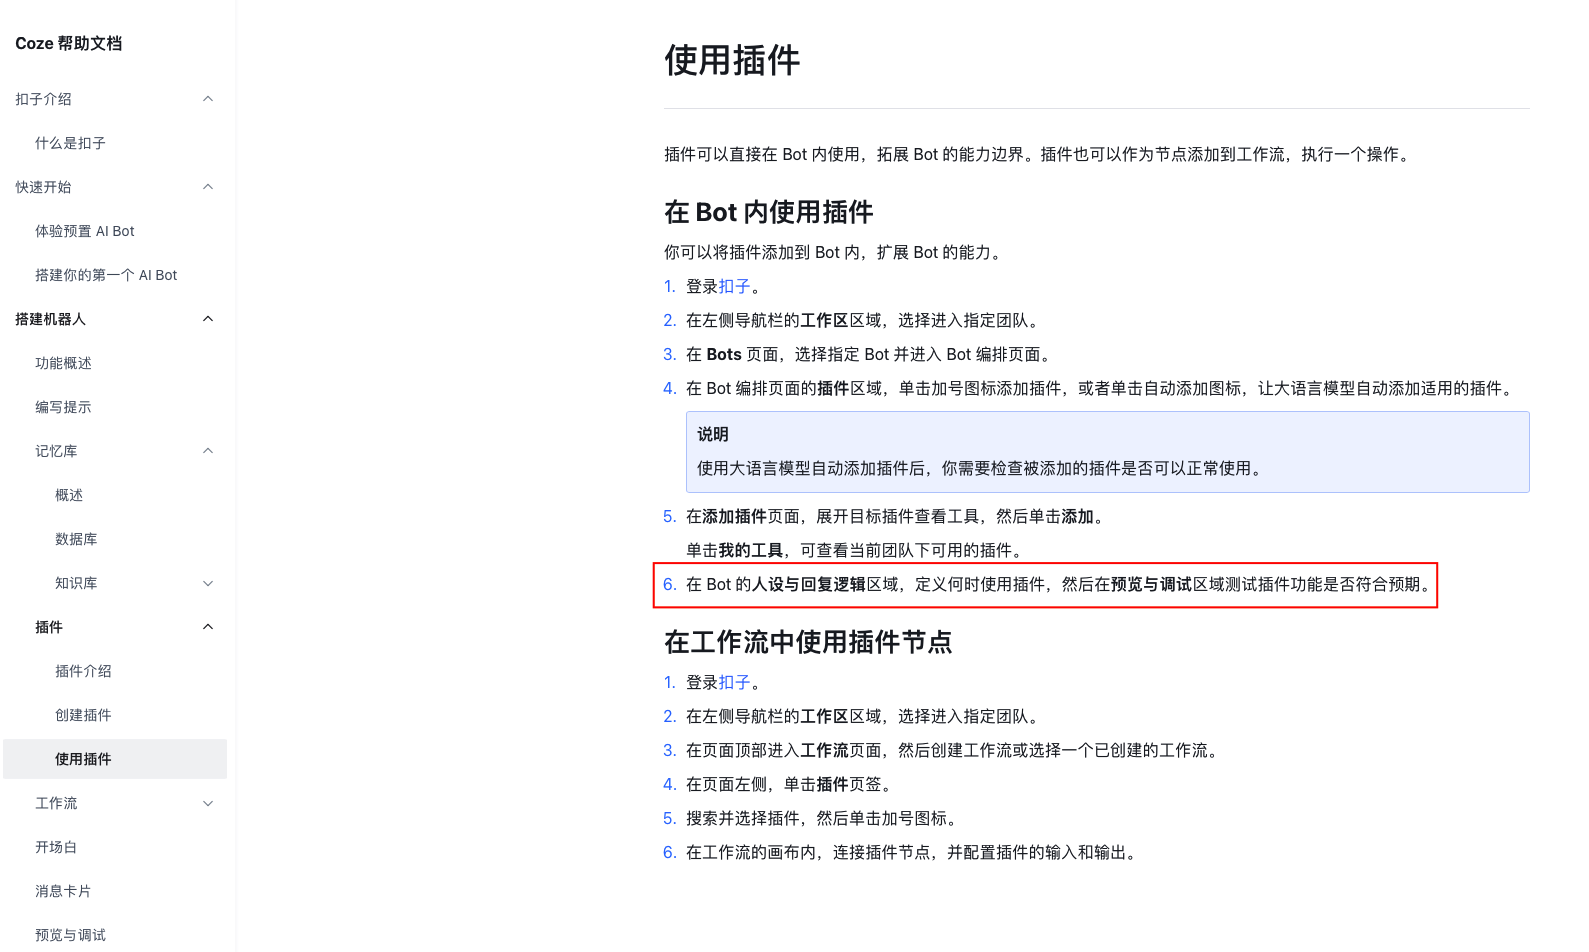 Coze 帮助文档
扣子介绍
什么是扣子
快速开始
体验预置 AI Bot
搭建你的第一个 AI Bot
搭建机器人
功能概述
编写提示
记忆库
概述
数据库
知识库
插件
插件介绍
创建插件
使用插件
工作流
开场白
消息卡片
预览与调试
使用插件
插件可以直接在 Bot 内使用，拓展 Bot 的能力边界。插件也可以作为节点添加到工作流，执行一个操作。
在 Bot 内使用插件
你可以将插件添加到 Bot 内，扩展 Bot 的能力。
1. 登录扣子。
2. 在左侧导航栏的工作区区域，选择进入指定团队。
3. 在 Bots 页面，选择指定 Bot 并进入 Bot 编排页面。
4. 在 Bot 编排页面的插件区域，单击加号图标添加插件，或者单击自动添加图标，让大语言模型自动添加适用的插件。
说明
使用大语言模型自动添加插件后，你需要检查被添加的插件是否可以正常使用。
5. 在添加插件页面，展开目标插件查看工具，然后单击添加。
单击我的工具，可查看当前团队下可用的插件。
6. 在 Bot 的人设与回复逻辑区域，定义何时使用插件，然后在预览与调试区域测试插件功能是否符合预期。
在工作流中使用插件节点
1. 登录扣子。
2. 在左侧导航栏的工作区区域，选择进入指定团队。
3. 在页面顶部进入工作流页面，然后创建工作流或选择一个已创建的工作流。
4. 在页面左侧，单击插件页签。
5. 搜索并选择插件，然后单击加号图标。
6. 在工作流的画布内，连接插件节点，并配置插件的输入和输出。